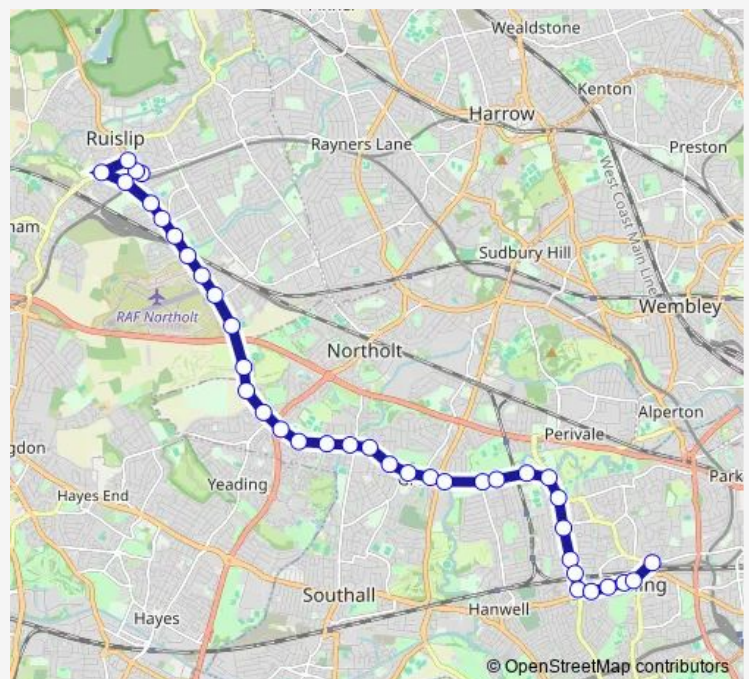 Wealdstone
Kenton
Harrow
Ruislip
Rayners Lane
Preston
West Coast Main Line
ham
Sudbury Hill
RAF Northolt
Wembley
Northolt
Alperton
Perivale
gdon
Yeading
Park
Hayes End
Southall
ing
Hanwell
Hayes
© OpenStreetMap contributors